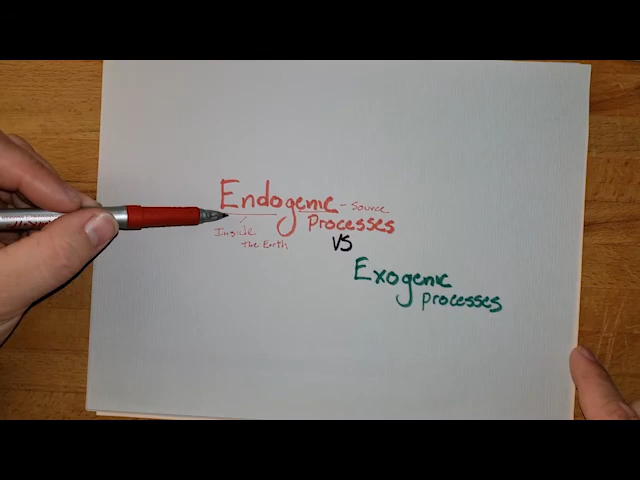 Endogenic - Source
Processes
Inside
the Earth
VS
Exogenic
processes